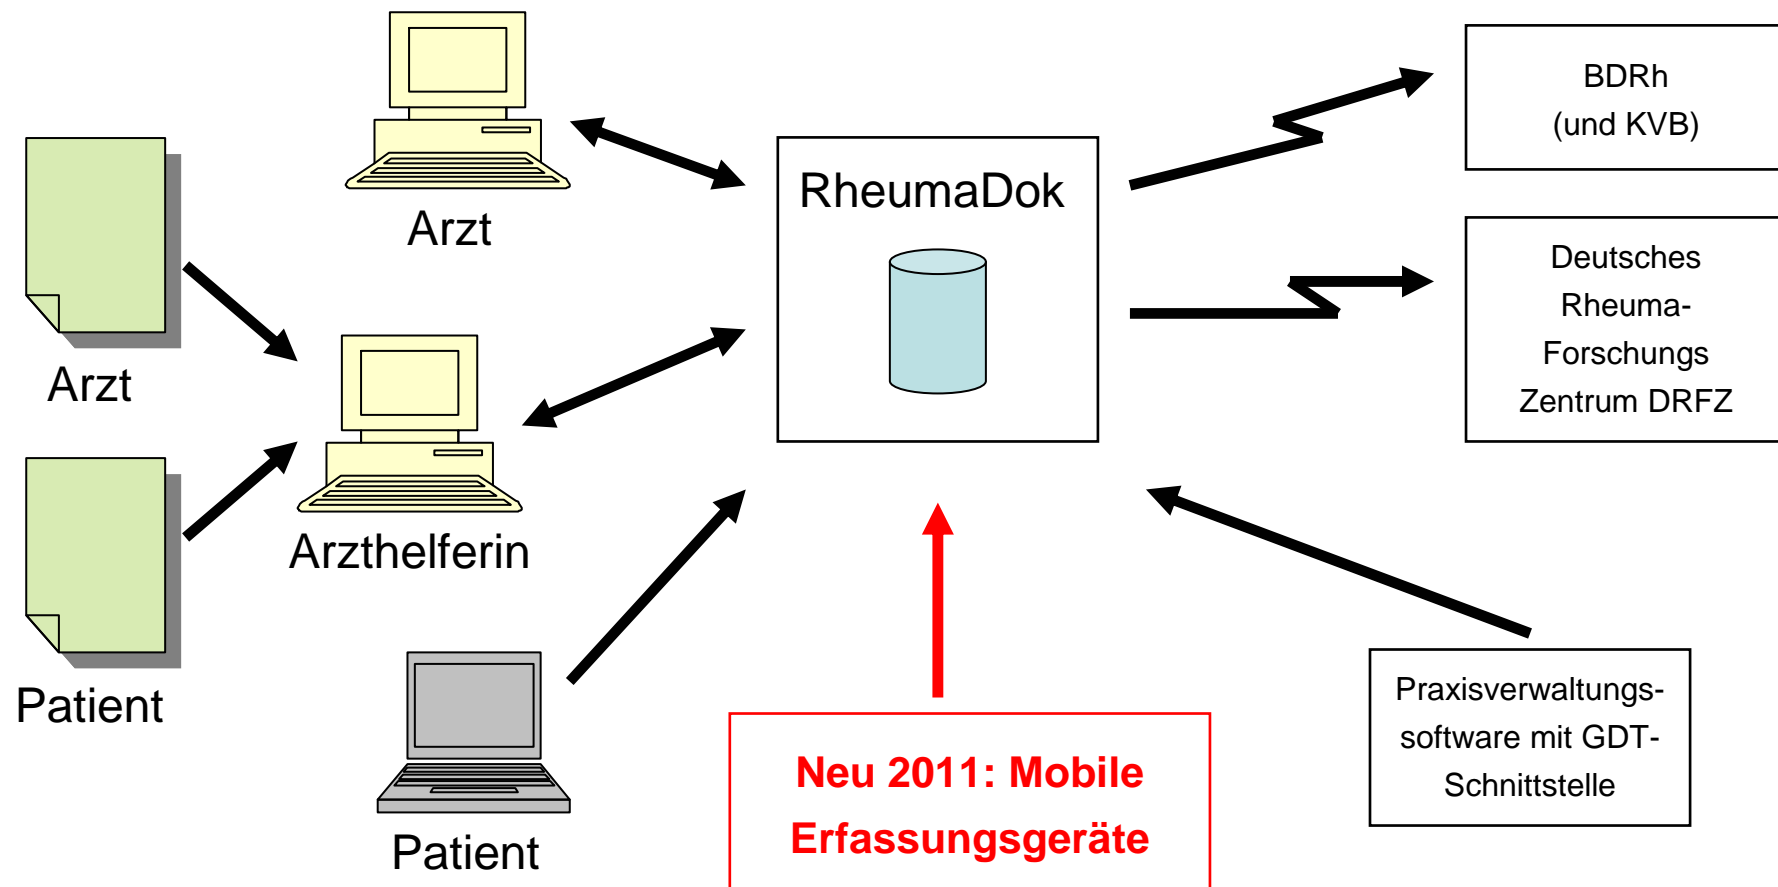 Arzt
Patient
Arzt
Arzthelferin
Patient
RheumaDok
Neu 2011: Mobile
Erfassungsgeräte
BDRh
(und KVB)
Deutsches
Rheuma-
Forschungs
Zentrum DRFZ
Praxisverwaltungs-
software mit GDT-
Schnittstelle